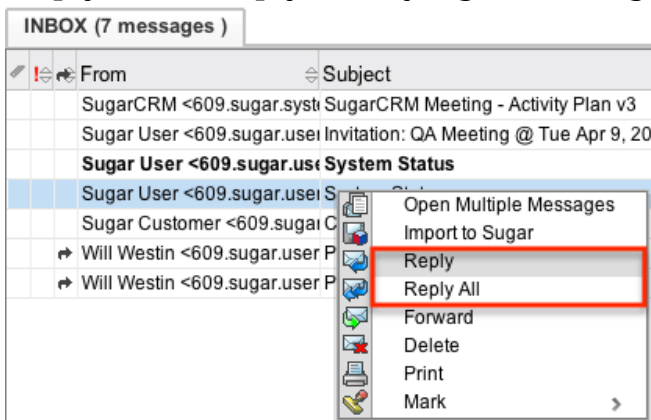 INBOX (7 messages )
! From Subject
SugarCRM <609.sugar.syst SugarCRM Meeting - Activity Plan v3
Sugar User <609.sugar.user Invitation: QA Meeting @ Tue Apr 9, 20
Sugar User <609.sugar.use System Status
Sugar User <609.sugar.user
Open Multiple Messages
Sugar Customer <609.sugar C
Import to Sugar
Will Westin <609.sugar.user P
Reply
Will Westin <609.sugar.user P
Reply All
Forward
Delete
Print
Mark >